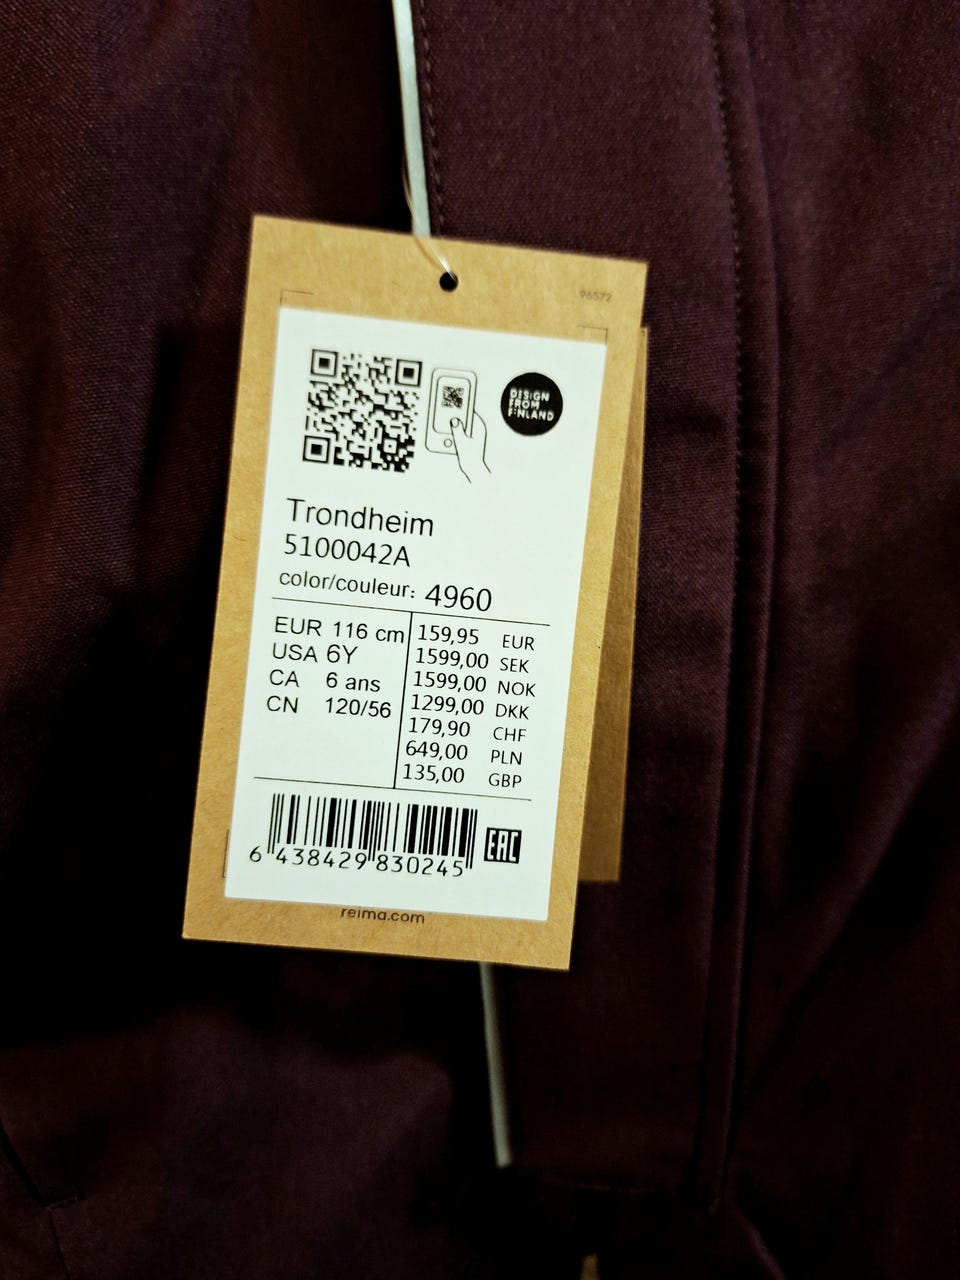 96572
DESIGN
FROM
FINLAND
Trondheim
5100042A
color/couleur: 4960
EUR 116 cm
USA 6Y
CA 6 ans
CN 120/56
159,95 EUR
1599,00 SEK
1599,00 NOK
1299,00 DKK
179,90 CHF
649,00 PLN
135,00 GBP
6 438429 830245
EAC
reima.com